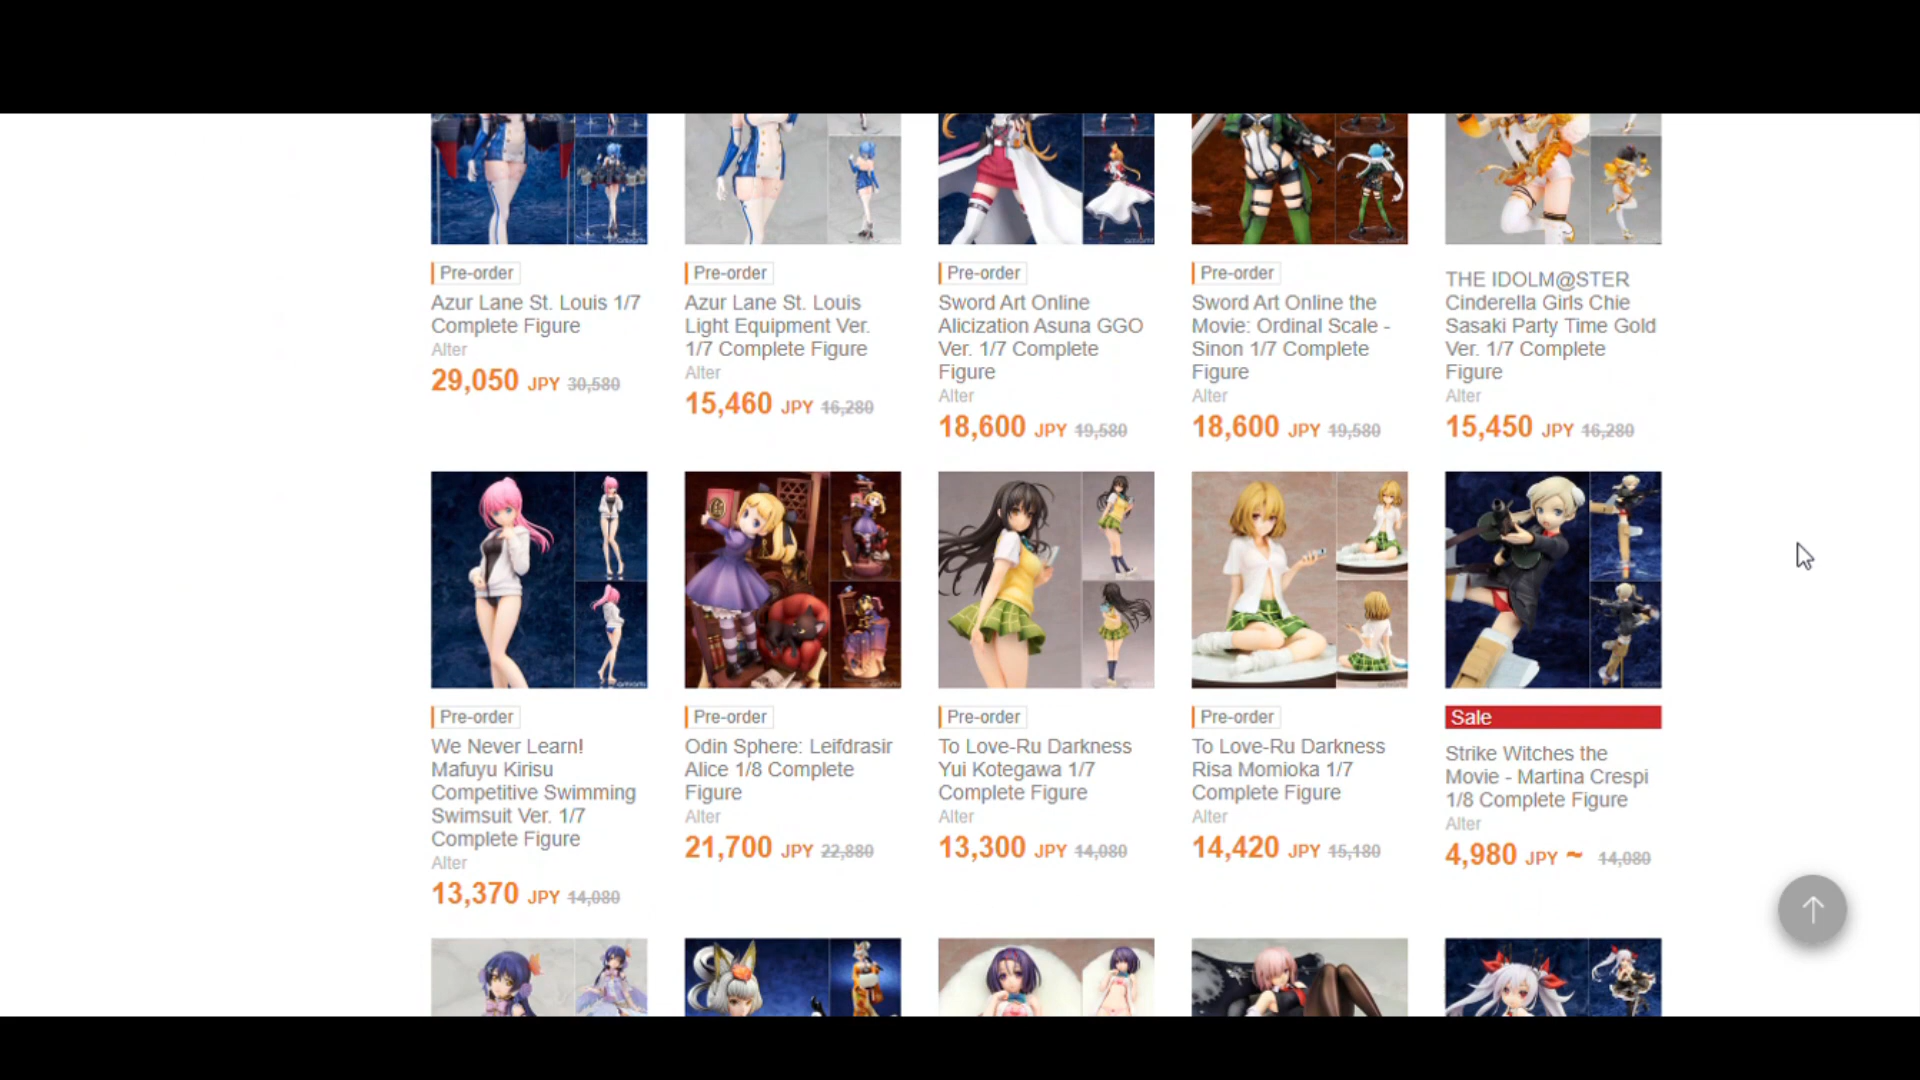 Pre-order
Azur Lane St. Louis 1/7
Complete Figure
Alter
29,050 JPY 30,580
Pre-order
Azur Lane St. Louis
Light Equipment Ver.
1/7 Complete Figure
Alter
15,460 JPY 16,280
Pre-order
Sword Art Online
Alicization Asuna GGO
Ver. 1/7 Complete
Figure
Alter
18,600 JPY 19,580
Pre-order
Sword Art Online the
Movie: Ordinal Scale -
Sinon 1/7 Complete
Figure
Alter
18,600 JPY 19,580
THE IDOLM@STER
Cinderella Girls Chie
Sasaki Party Time Gold
Ver. 1/7 Complete
Figure
Alter
15,450 JPY 16,280
Pre-order
We Never Learn!
Mafuyu Kirisu
Competitive Swimming
Swimsuit Ver. 1/7
Complete Figure
Alter
13,370 JPY 14,080
Pre-order
Odin Sphere: Leifdrasir
Alice 1/8 Complete
Figure
Alter
21,700 JPY 22,880
Pre-order
To Love-Ru Darkness
Yui Kotegawa 1/7
Complete Figure
Alter
13,300 JPY 14,080
Pre-order
To Love-Ru Darkness
Risa Momioka 1/7
Complete Figure
Alter
14,420 JPY 15,180
Sale
Strike Witches the
Movie - Martina Crespi
1/8 Complete Figure
Alter
4,980 JPY ~ 14,080